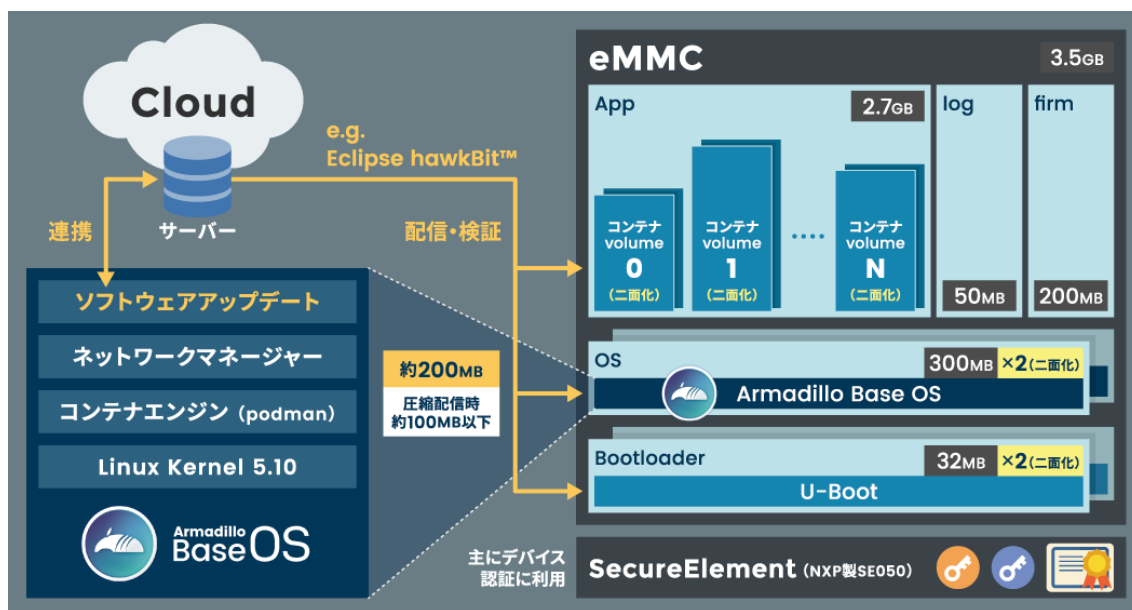 Cloud
サーバー
連携
e.g.
Eclipse hawkBit™
配信・検証
ソフトウェアアップデート
ネットワークマネージャー
コンテナエンジン（podman）
Linux Kernel 5.10
Armadillo
Base OS
約200MB
圧縮配信時
約100MB以下
eMMC
3.5GB
App
2.7GB
コンテナ
volume
0
（二面化）
コンテナ
volume
1
（二面化）
‥‥
コンテナ
volume
N
（二面化）
log
50MB
firm
200MB
OS
300MB ×2（二面化）
Armadillo Base OS
Bootloader
32MB ×2（二面化）
U-Boot
主にデバイス
認証に利用
SecureElement（NXP製SE050）